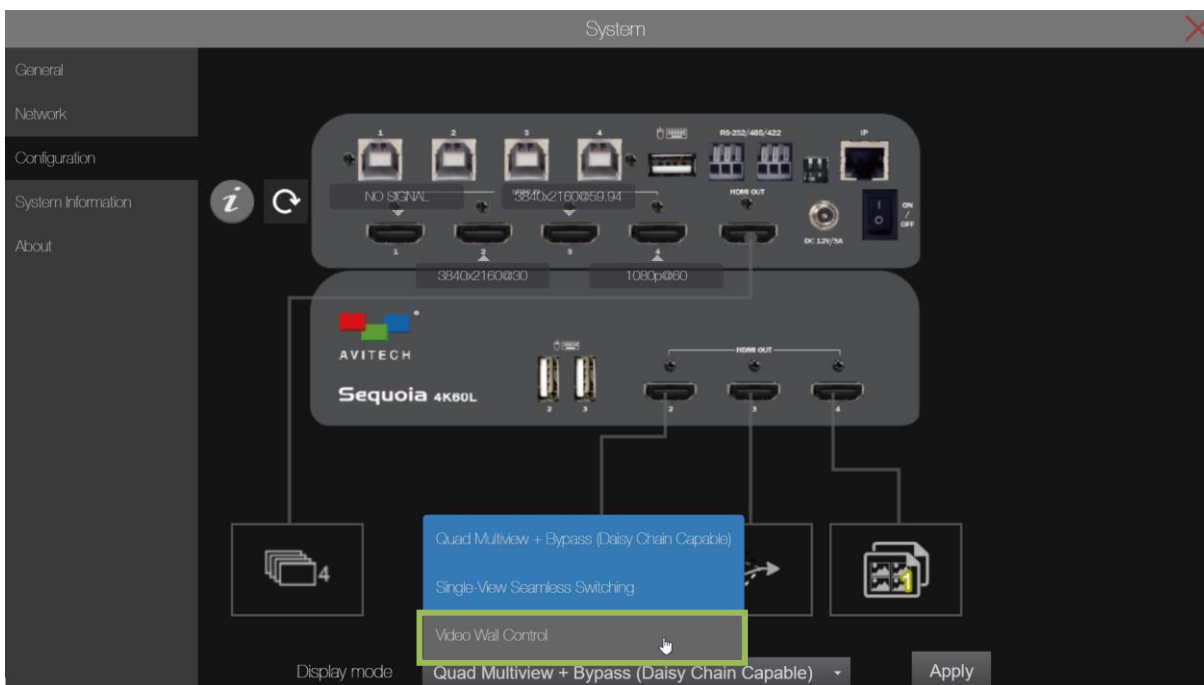 System
General
Network
Configuration
System Information
About
1 2 3 4 RS-232/485/422 IP
NO SIGNAL 3840x2160@59.94 HDMI OUT ON / OFF
1 2 3 4 DC 12V/5A
3840x2160@30 1080p@60
AVITECH
HDMI OUT
Sequoia 4K60L
2 3 2 3 4
4
1
Quad Multiview + Bypass (Daisy Chain Capable)
Single-View Seamless Switching
Video Wall Control
Display mode Quad Multiview + Bypass (Daisy Chain Capable) Apply